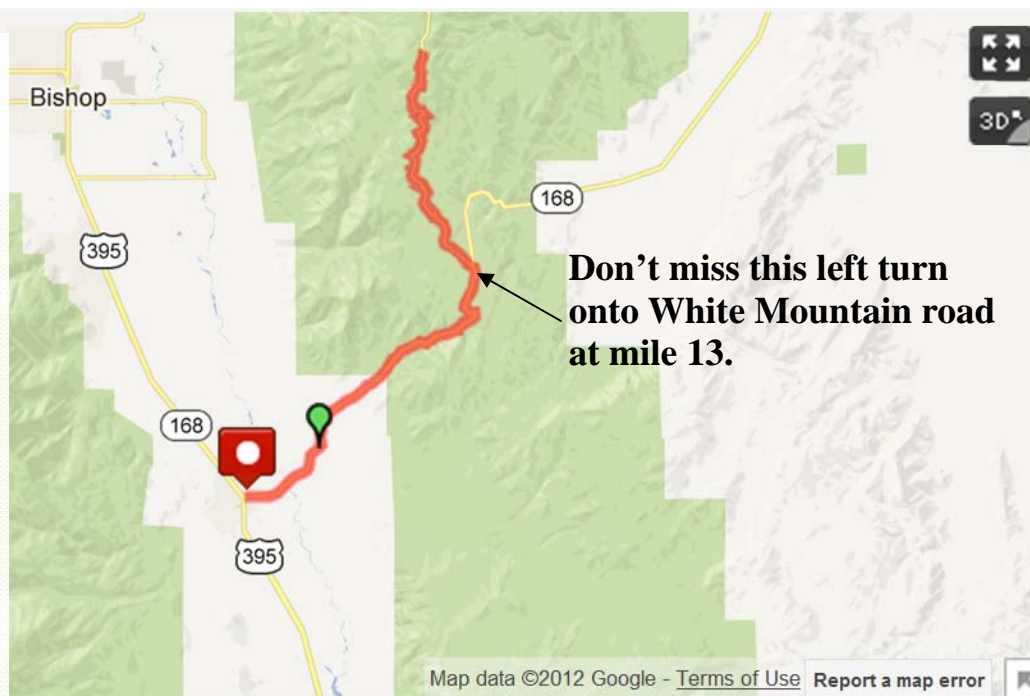 Bishop
3D
168
395
Don’t miss this left turn
onto White Mountain road
at mile 13.
168
395
Map data ©2012 Google - Terms of Use Report a map error